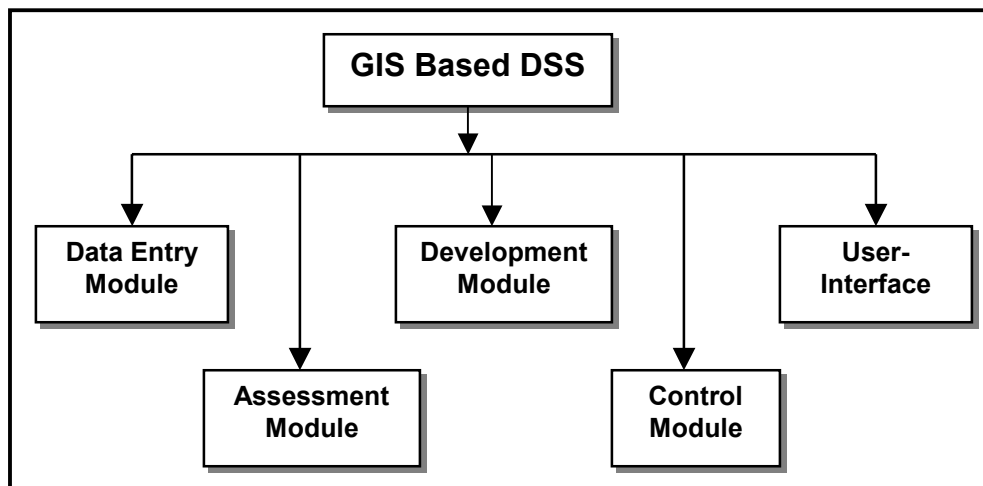 GIS Based DSS
Data Entry
Module
Development
Module
User-
Interface
Assessment
Module
Control
Module